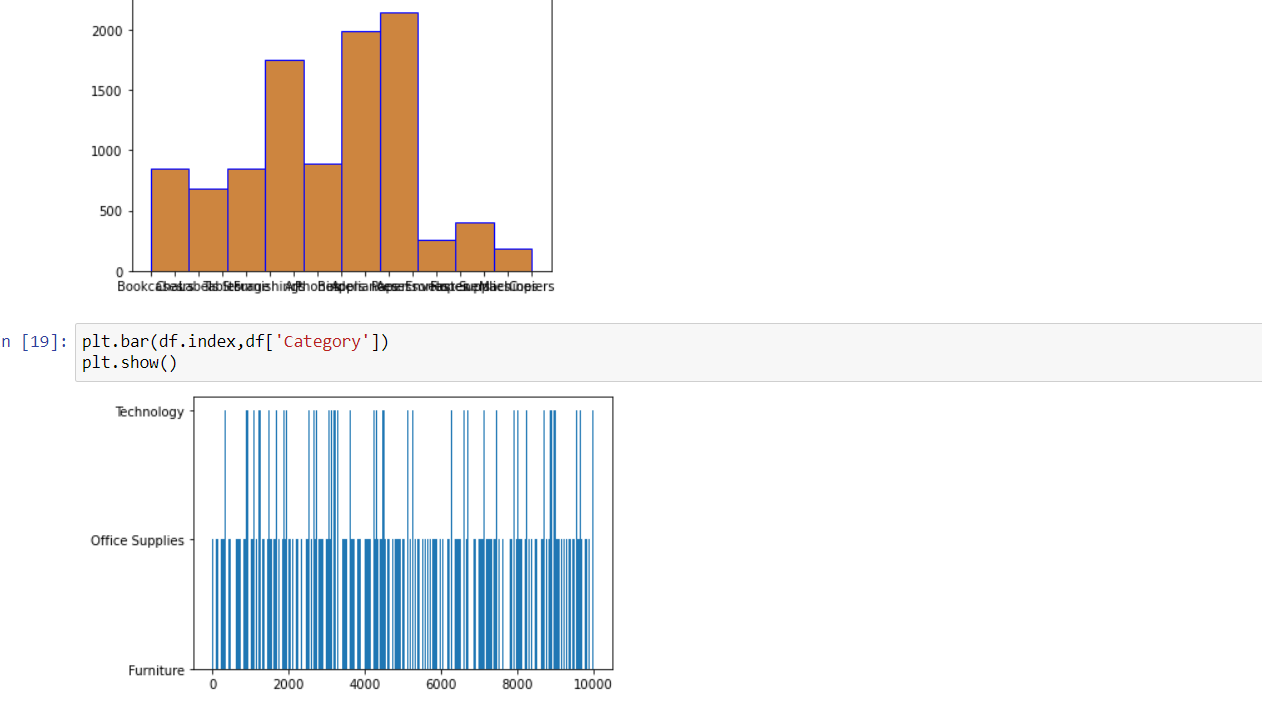 2000
1500
1000
500
0
n [19]: plt.bar(df.index,df['Category'])
plt.show()
Technology
Office Supplies
Furniture
0 2000 4000 6000 8000 10000